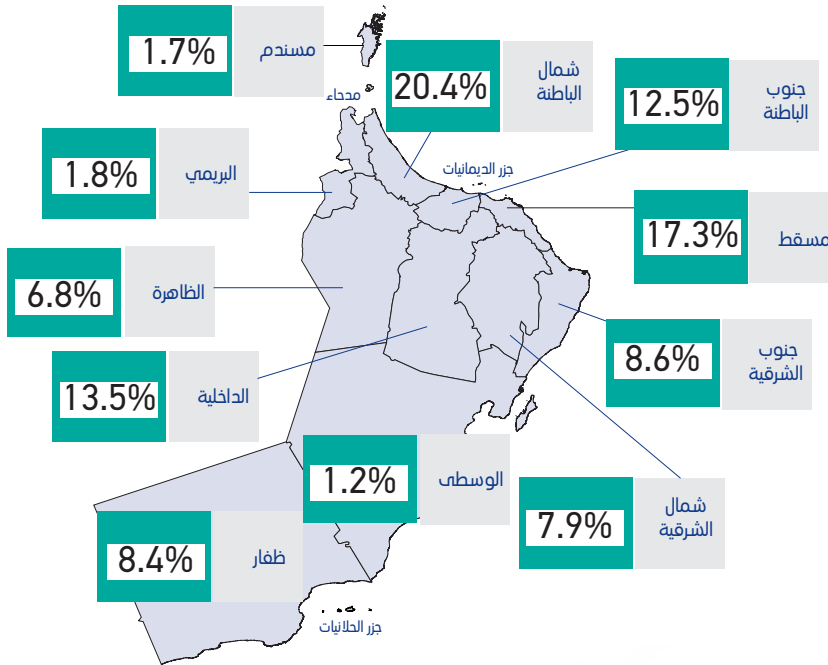 مسندم
1.7%
شمال
الباطنة
20.4%
جنوب
الباطنة
12.5%
مدحاء
البريمي
1.8%
جزر الديمانيات
مسقط
17.3%
الظاهرة
6.8%
جنوب
الشرقية
8.6%
الداخلية
13.5%
الوسطى
1.2%
شمال
الشرقية
7.9%
ظفار
8.4%
جزر الحلانيات